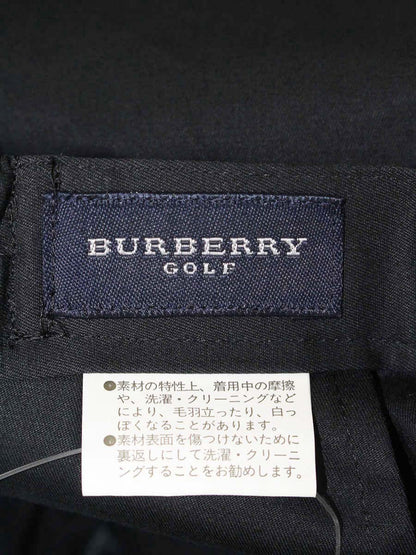 BURBERRY
GOLF
●素材の特性上、着用中の摩擦
や、洗濯・クリーニングなど
により、毛羽立ったり、白っ
ぽくなることがあります。
●素材表面を傷つけないために
裏返しにして洗濯・クリーニ
ングすることをお勧めします。